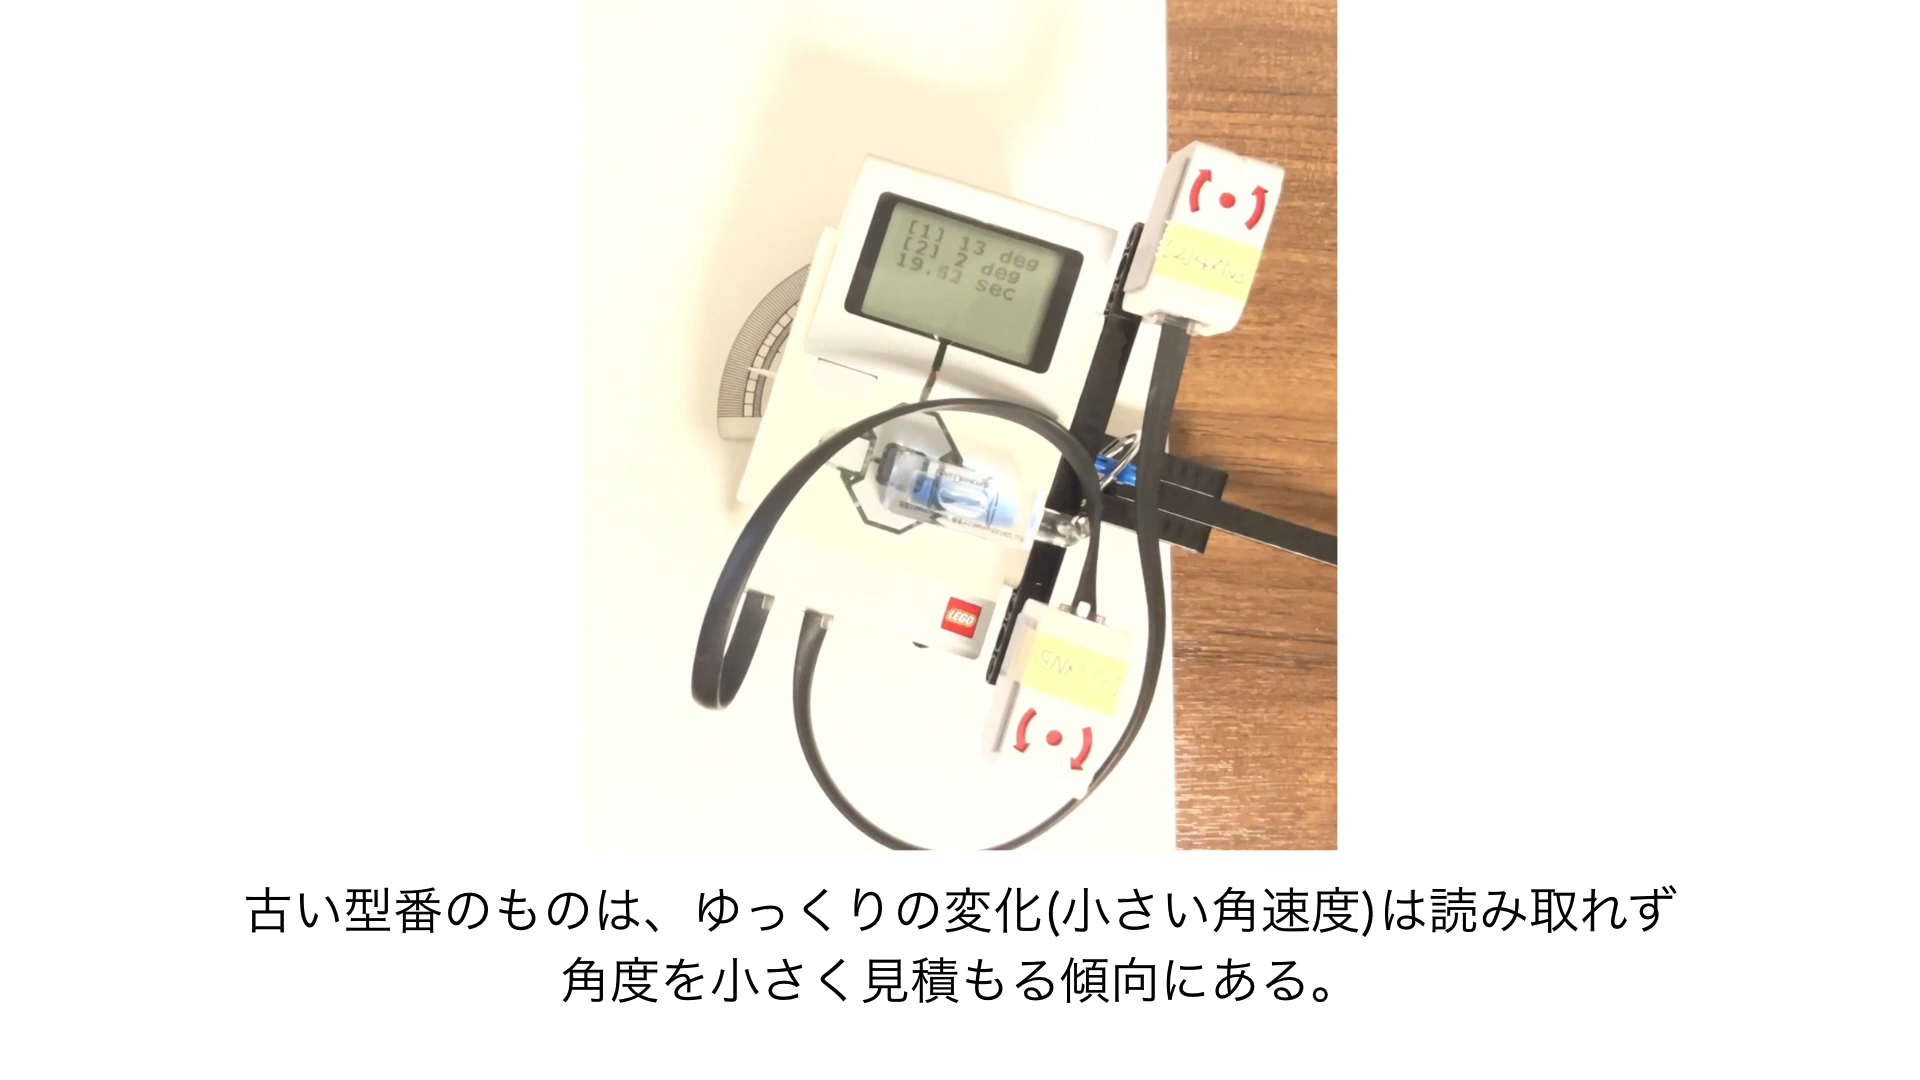 [1] 13 deg
[2] 2 deg
19. sec
LEGO
古い型番のものは、ゆっくりの変化(小さい角速度)は読み取れず
角度を小さく見積もる傾向にある。